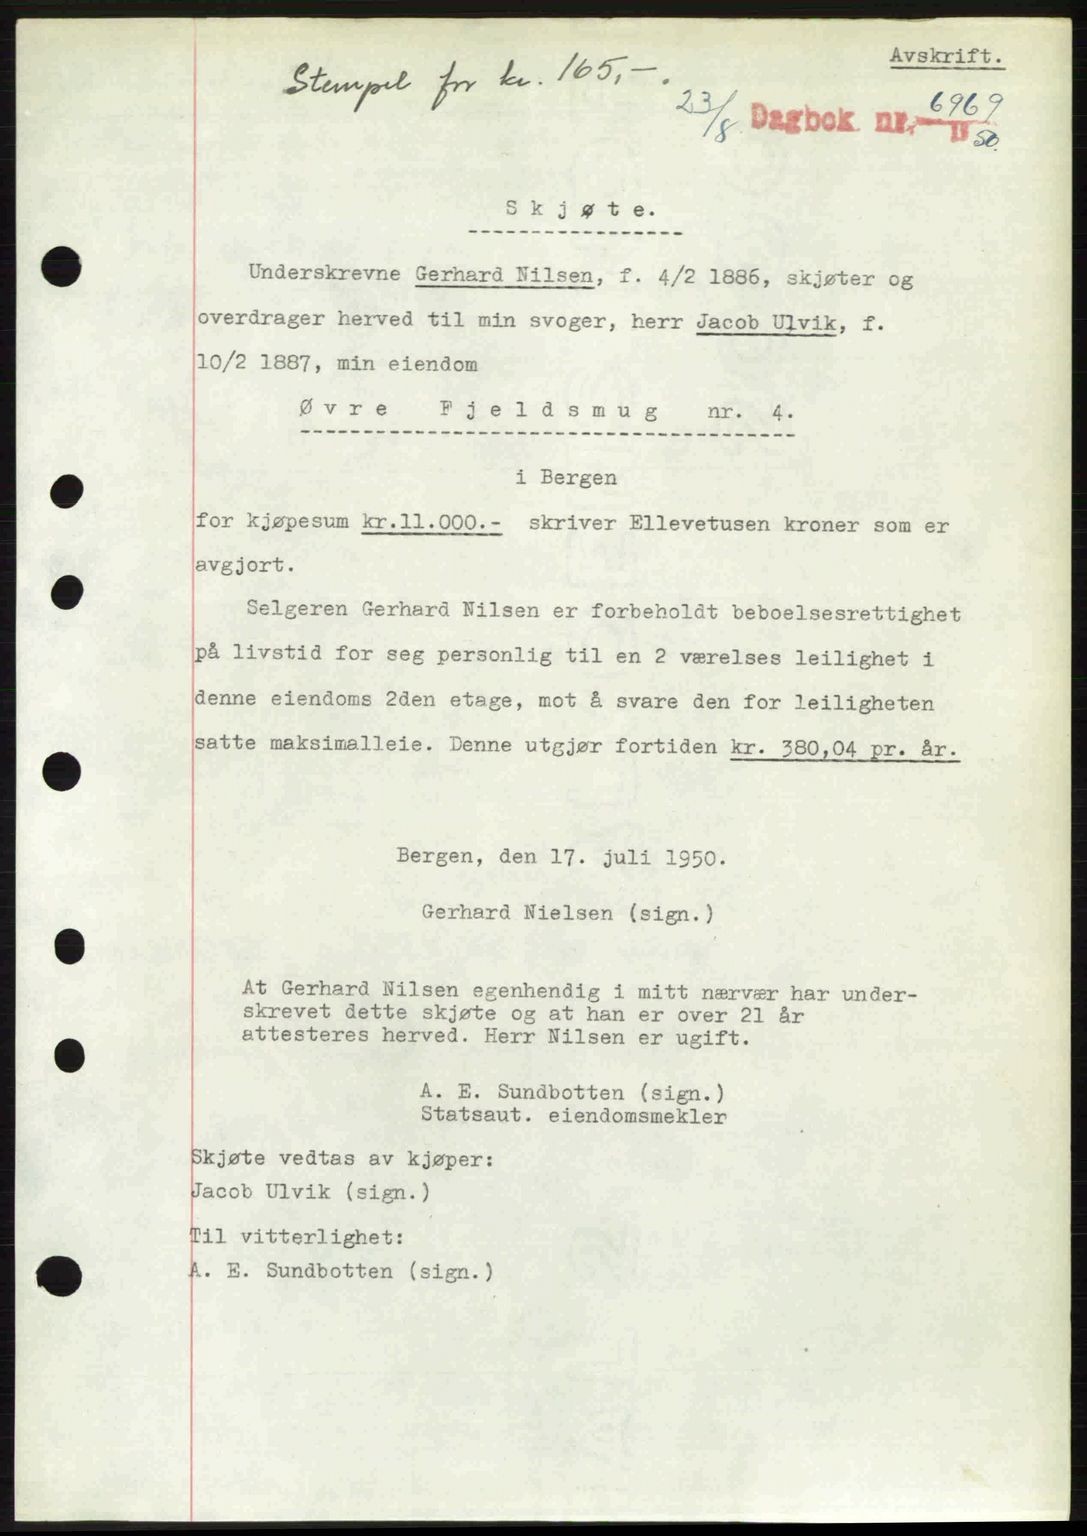 Avskrift.
Stempel for kr. 165,-.
23/8 Dagbok nr. 6969
II 50.
Skjøte.
Underskrevne Gerhard Nilsen, f. 4/2 1886, skjøter og
overdrager herved til min svoger, herr Jacob Ulvik, f.
10/2 1887, min eiendom
Øvre Fjeldsmug nr. 4.
i Bergen
for kjøpesum kr.11.000.- skriver Ellevetusen kroner som er
avgjort.
Selgeren Gerhard Nilsen er forbeholdt beboelsesrettighet
på livstid for seg personlig til en 2 værelses leilighet i
denne eiendoms 2den etage, mot å svare den for leiligheten
satte maksimalleie. Denne utgjør fortiden kr. 380,04 pr. år.
Bergen, den 17. juli 1950.
Gerhard Nielsen (sign.)
At Gerhard Nilsen egenhendig i mitt nærvær har under-
skrevet dette skjøte og at han er over 21 år
attesteres herved. Herr Nilsen er ugift.
A. E. Sundbotten (sign.)
Statsaut. eiendomsmekler
Skjøte vedtas av kjøper:
Jacob Ulvik (sign.)
Til vitterlighet:
A. E. Sundbotten (sign.)